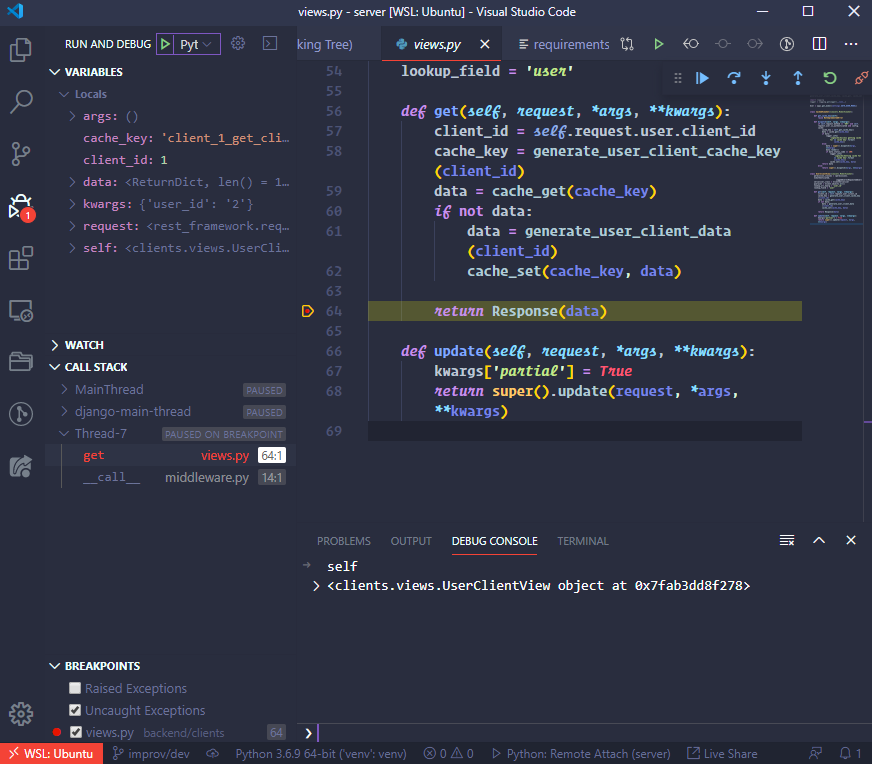 views.py - server [WSL: Ubuntu] - Visual Studio Code
RUN AND DEBUG Pyt
king Tree) views.py requirements
VARIABLES
Locals
args: ()
cache_key: 'client_1_get_cli…
client_id: 1
data: <ReturnDict, len() = 1…
kwargs: {'user_id': '2'}
request: <rest_framework.req…
self: <clients.views.UserCli…
WATCH
CALL STACK
MainThread PAUSED
django-main-thread PAUSED
Thread-7 PAUSED ON BREAKPOINT
get views.py 64:1
__call__ middleware.py 14:1
BREAKPOINTS
Raised Exceptions
Uncaught Exceptions
views.py backend/clients 64
1
54 lookup_field = 'user'
55
56 def get(self, request, *args, **kwargs):
57 client_id = self.request.user.client_id
58 cache_key = generate_user_client_cache_key
(client_id)
59 data = cache_get(cache_key)
60 if not data:
61 data = generate_user_client_data
(client_id)
62 cache_set(cache_key, data)
63
64 return Response(data)
65
66 def update(self, request, *args, **kwargs):
67 kwargs['partial'] = True
68 return super().update(request, *args,
**kwargs)
69
PROBLEMS OUTPUT DEBUG CONSOLE TERMINAL
self
<clients.views.UserClientView object at 0x7fab3dd8f278>
WSL: Ubuntu improv/dev Python 3.6.9 64-bit ('venv': venv) 0 0 Python: Remote Attach (server) Live Share 1